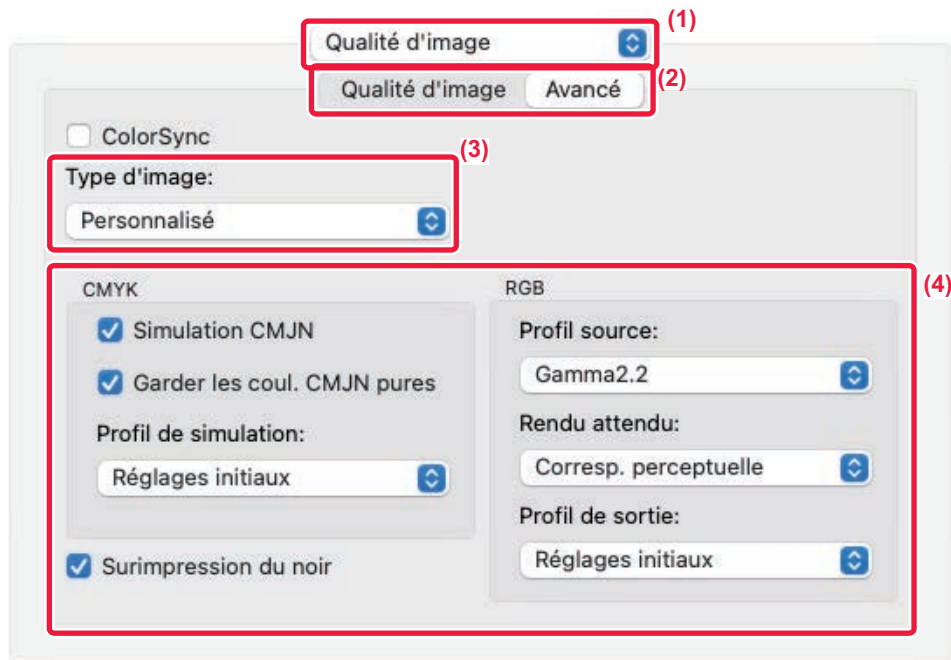 (1)
Qualité d'image
(2)
Qualité d'image Avancé
ColorSync
(3)
Type d'image:
Personnalisé
(4)
CMYK
Simulation CMJN
Garder les coul. CMJN pures
Profil de simulation:
Réglages initiaux
Surimpression du noir
RGB
Profil source:
Gamma2.2
Rendu attendu:
Corresp. perceptuelle
Profil de sortie:
Réglages initiaux